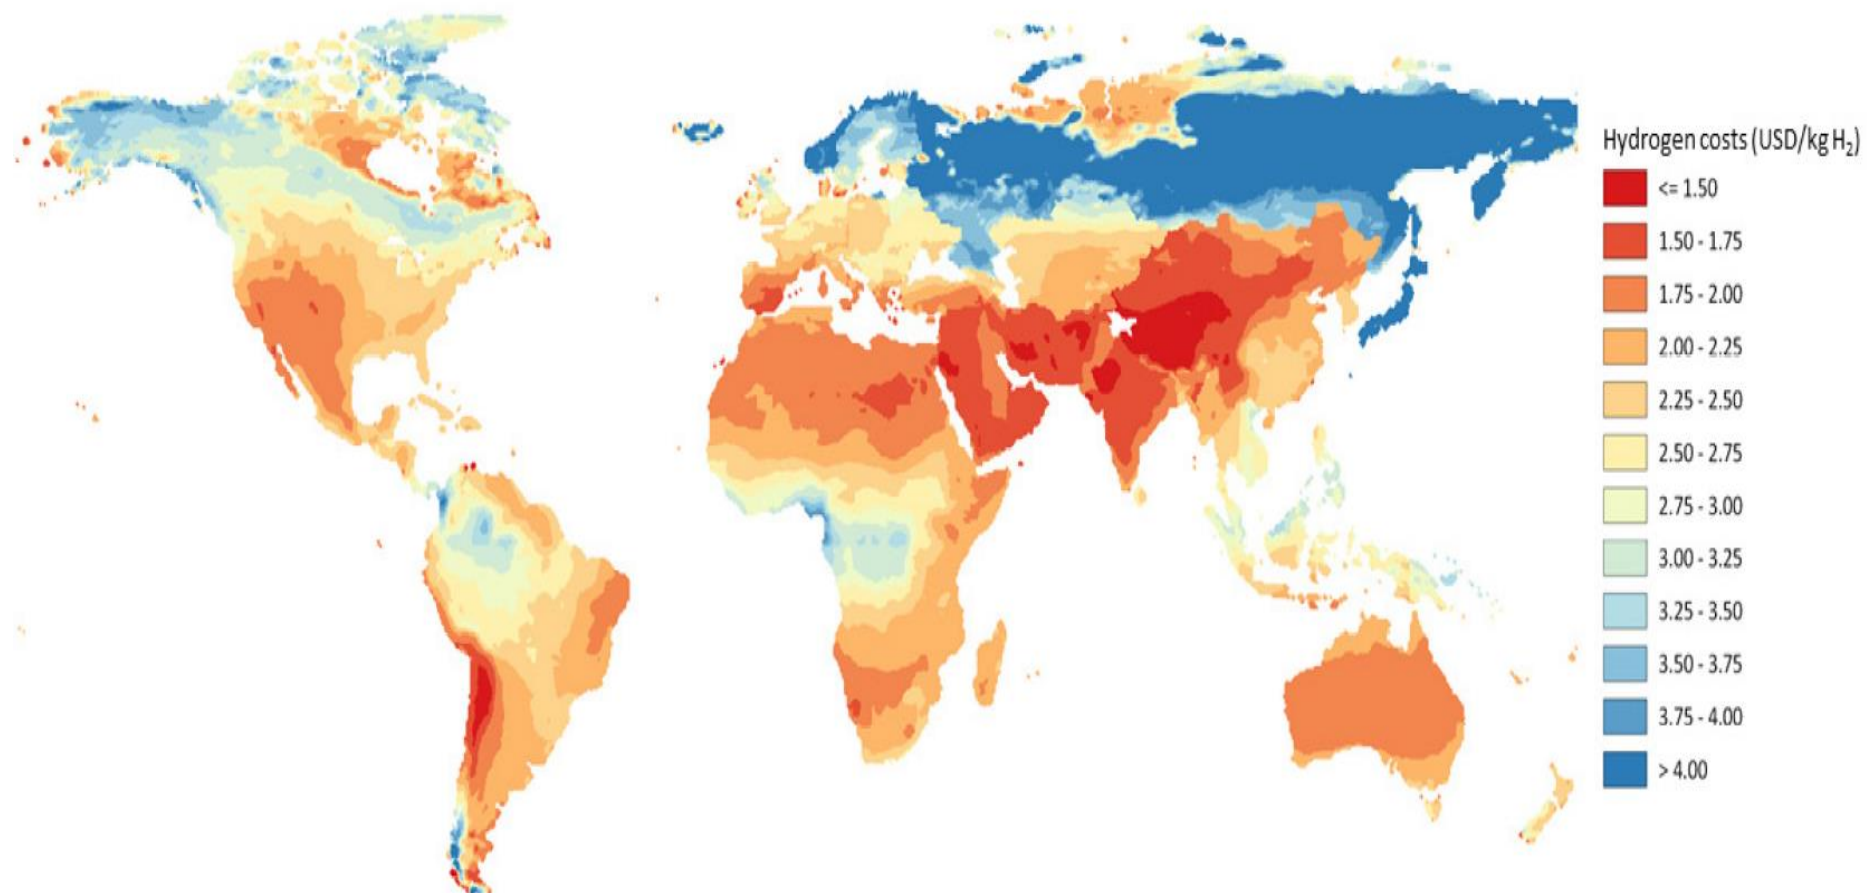 Hydrogen costs (USD/kg H₂)
<= 1.50
1.50 - 1.75
1.75 - 2.00
2.00 - 2.25
2.25 - 2.50
2.50 - 2.75
2.75 - 3.00
3.00 - 3.25
3.25 - 3.50
3.50 - 3.75
3.75 - 4.00
> 4.00